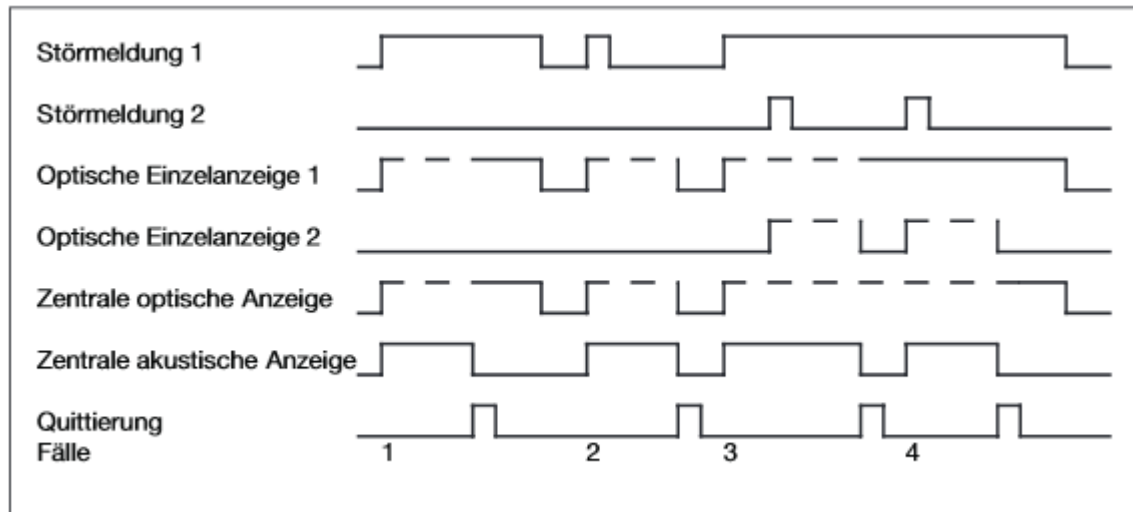 Störmeldung 1
Störmeldung 2
Optische Einzelanzeige 1
Optische Einzelanzeige 2
Zentrale optische Anzeige
Zentrale akustische Anzeige
Quittierung
Fälle 1 2 3 4